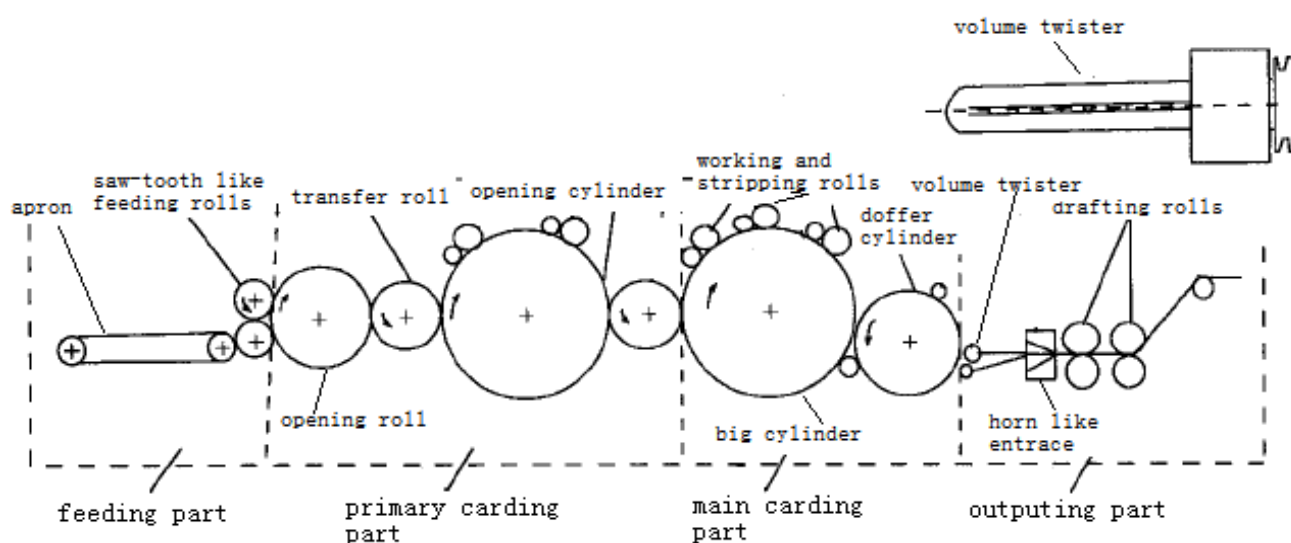 volume twister
working and
stripping rolls
saw-tooth like
feeding rolls
transfer roll
opening cylinder
volume twister
drafting rolls
apron
doffer
cylinder
opening roll
big cylinder
horn like
entrace
feeding part
primary carding
part
main carding
part
outputing part